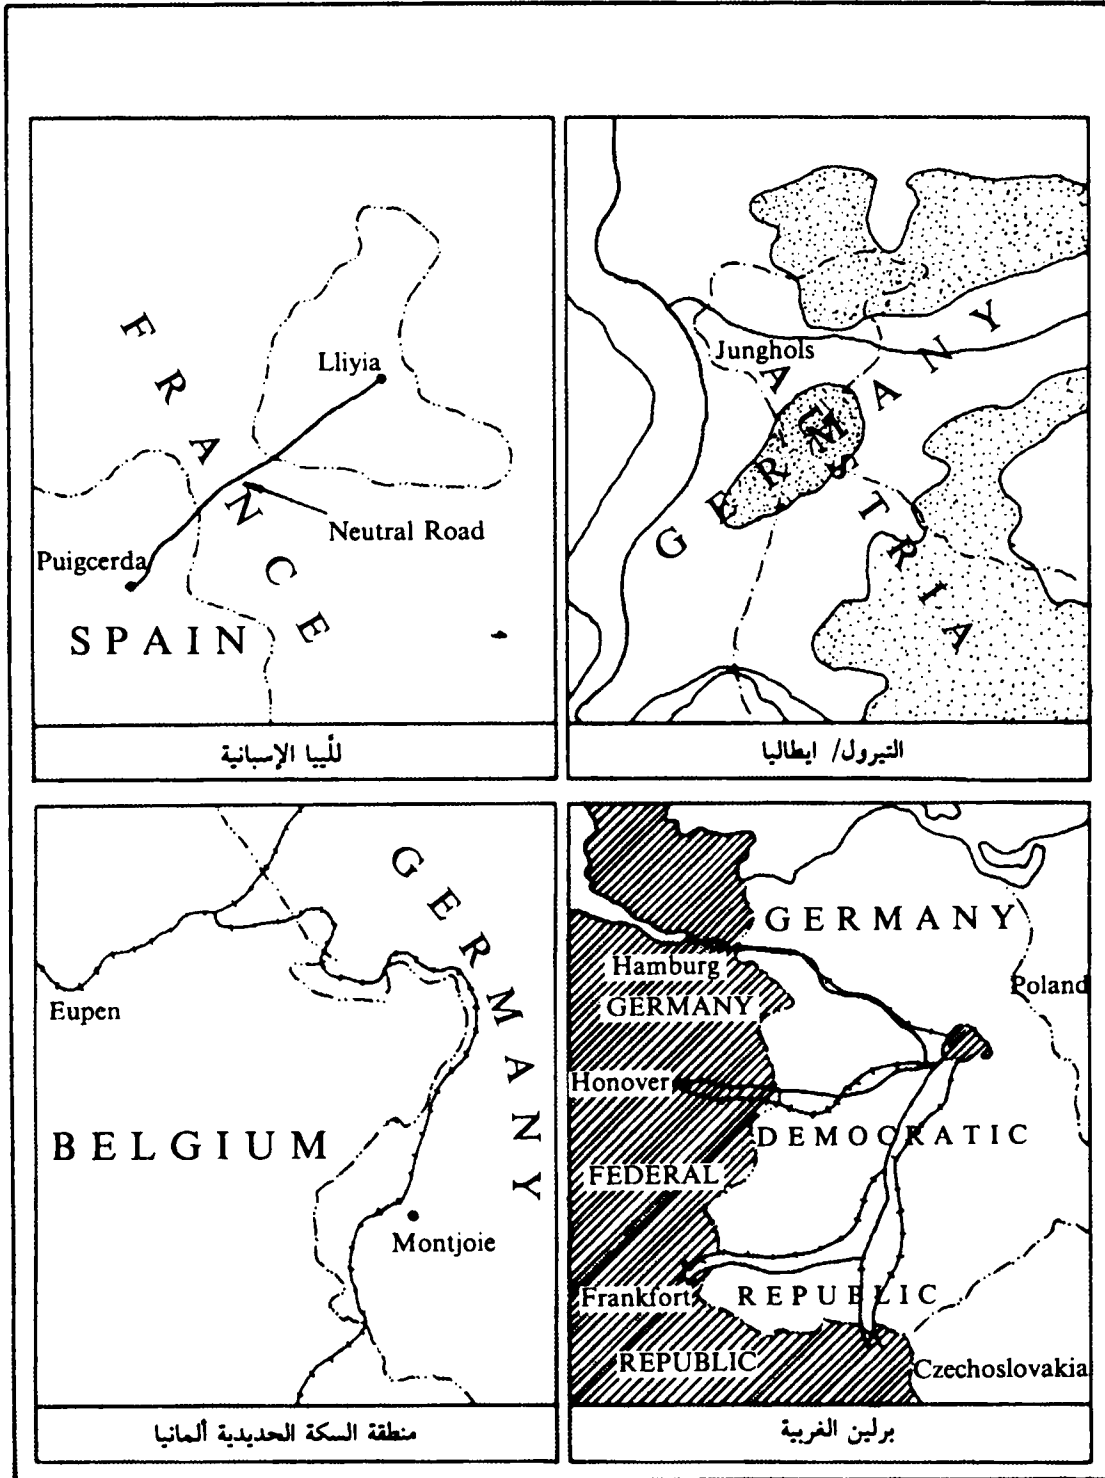 FRANCE
Lliyia
Neutral Road
Puigcerda
SPAIN
للّييا الإسبانية
Junghols
GERMANY
AUSTRIA
التيرول/ ايطاليا
GERMANY
Eupen
BELGIUM
Montjoie
منطقة السكة الحديدية ألمانيا
GERMANY
Hamburg
Poland
GERMANY
Honover
DEMOCRATIC
FEDERAL
Frankfort
REPUBLIC
REPUBLIC
Czechoslovakia
برلين الغربية